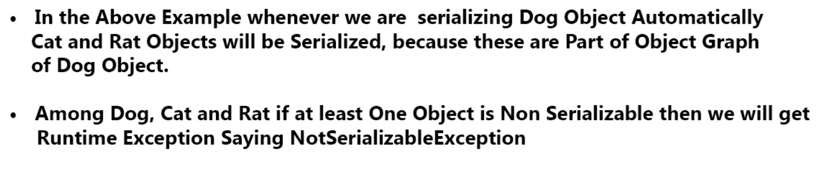 • In the Above Example whenever we are serializing Dog Object Automatically
Cat and Rat Objects will be Serialized, because these are Part of Object Graph
of Dog Object.
• Among Dog, Cat and Rat if at least One Object is Non Serializable then we will get
Runtime Exception Saying NotSerializableException